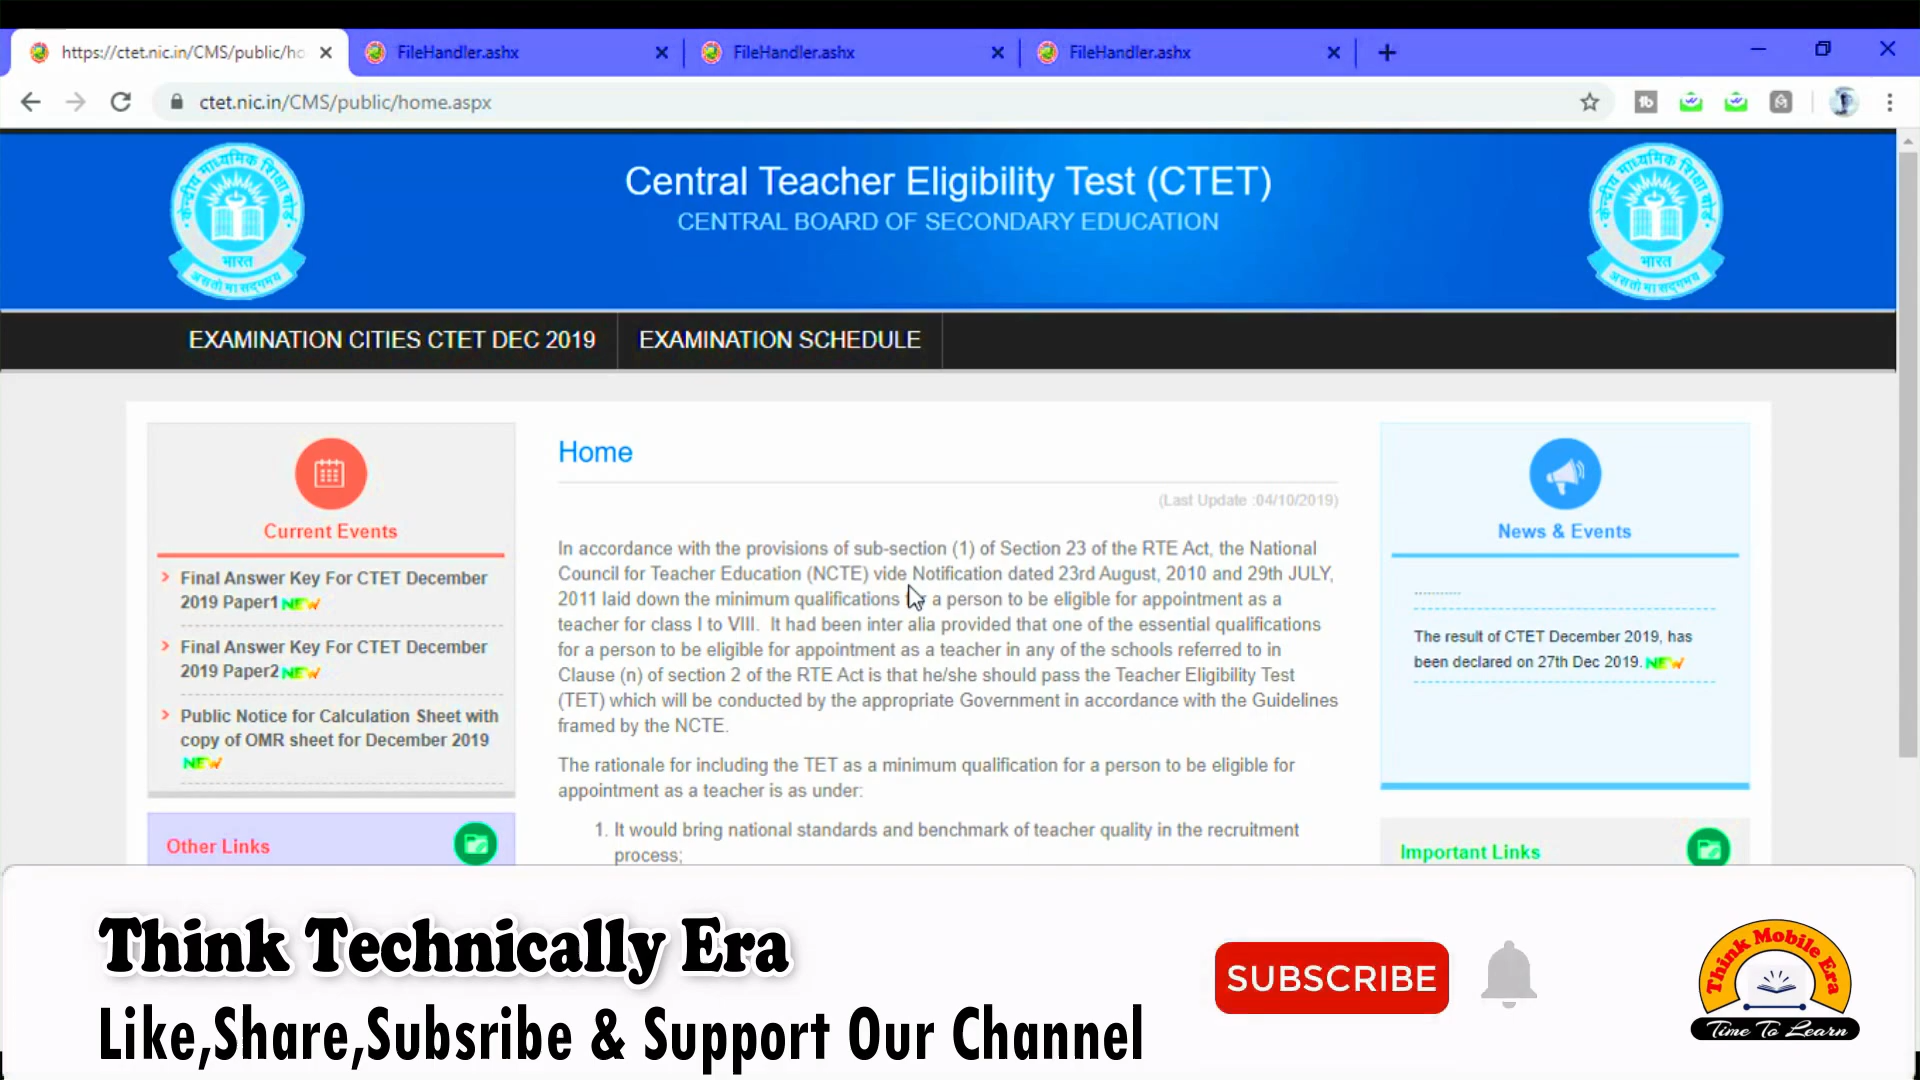 https://ctet.nic.in/CMS/public/ho
FileHandler.ashx
FileHandler.ashx
FileHandler.ashx
ctet.nic.in/CMS/public/home.aspx
केन्द्रीय माध्यमिक शिक्षा बोर्ड
भारत
असतो मा सद्गमय
Central Teacher Eligibility Test (CTET)
CENTRAL BOARD OF SECONDARY EDUCATION
केन्द्रीय माध्यमिक शिक्षा बोर्ड
भारत
असतो मा सद्गमय
EXAMINATION CITIES CTET DEC 2019
EXAMINATION SCHEDULE
Current Events
Final Answer Key For CTET December
2019 Paper1 NEW
Final Answer Key For CTET December
2019 Paper2 NEW
Public Notice for Calculation Sheet with
copy of OMR sheet for December 2019
NEW
Other Links
Home
(Last Update :04/10/2019)
In accordance with the provisions of sub-section (1) of Section 23 of the RTE Act, the National
Council for Teacher Education (NCTE) vide Notification dated 23rd August, 2010 and 29th JULY,
2011 laid down the minimum qualifications a person to be eligible for appointment as a
teacher for class I to VIII. It had been inter alia provided that one of the essential qualifications
for a person to be eligible for appointment as a teacher in any of the schools referred to in
Clause (n) of section 2 of the RTE Act is that he/she should pass the Teacher Eligibility Test
(TET) which will be conducted by the appropriate Government in accordance with the Guidelines
framed by the NCTE.
The rationale for including the TET as a minimum qualification for a person to be eligible for
appointment as a teacher is as under:
1. It would bring national standards and benchmark of teacher quality in the recruitment
process;
News & Events
..........
The result of CTET December 2019, has
been declared on 27th Dec 2019. NEW
Important Links
Think Technically Era
Like,Share,Subsribe & Support Our Channel
SUBSCRIBE
Think Mobile Era
Time To Learn